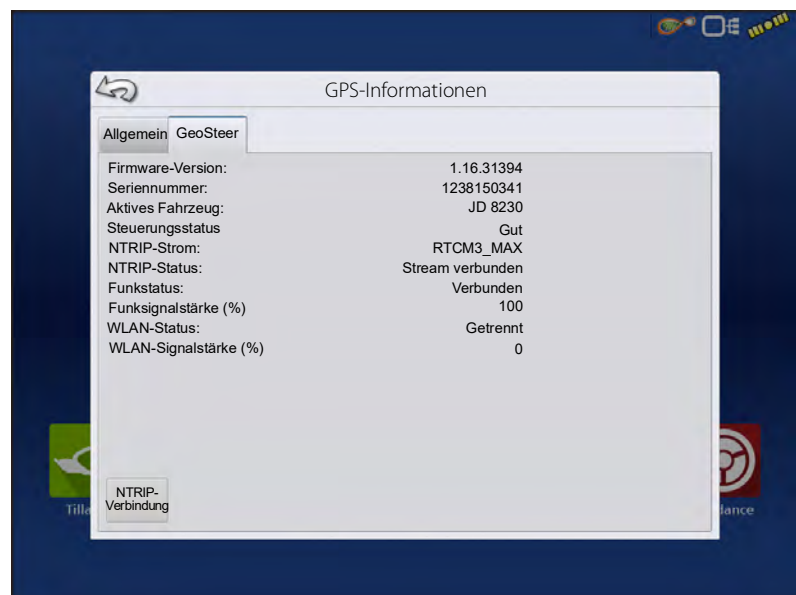 GPS-Informationen
Allgemein GeoSteer
Firmware-Version: 1.16.31394
Seriennummer: 1238150341
Aktives Fahrzeug: JD 8230
Steuerungsstatus Gut
NTRIP-Strom: RTCM3_MAX
NTRIP-Status: Stream verbunden
Funkstatus: Verbunden
Funksignalstärke (%) 100
WLAN-Status: Getrennt
WLAN-Signalstärke (%) 0
NTRIP-
Verbindung
Tilla
dance